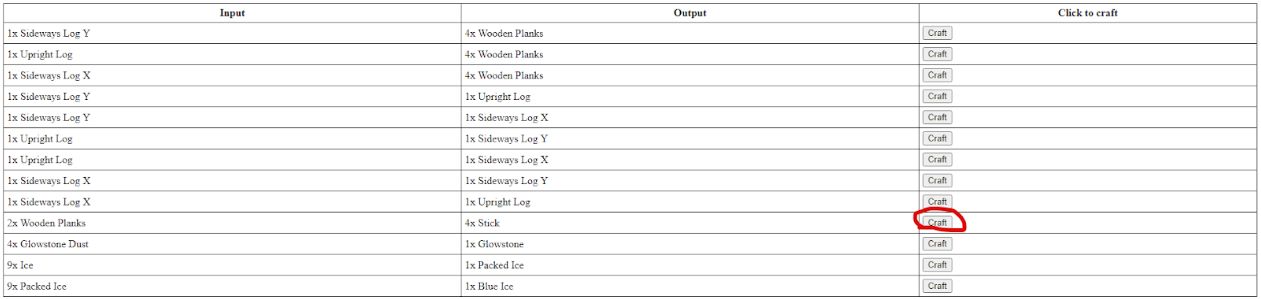 Input Output Click to craft
1x Sideways Log Y 4x Wooden Planks Craft
1x Upright Log 4x Wooden Planks Craft
1x Sideways Log X 4x Wooden Planks Craft
1x Sideways Log Y 1x Upright Log Craft
1x Sideways Log Y 1x Sideways Log X Craft
1x Upright Log 1x Sideways Log Y Craft
1x Upright Log 1x Sideways Log X Craft
1x Sideways Log X 1x Sideways Log Y Craft
1x Sideways Log X 1x Upright Log Craft
2x Wooden Planks 4x Stick Craft
4x Glowstone Dust 1x Glowstone Craft
9x Ice 1x Packed Ice Craft
9x Packed Ice 1x Blue Ice Craft